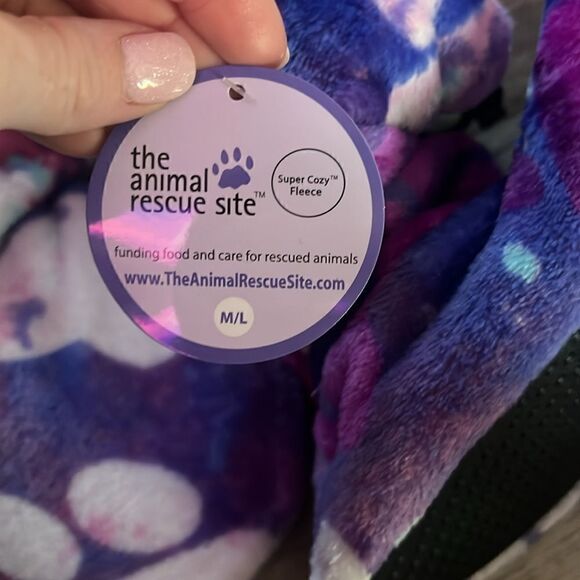 the
animal
rescue site™
Super Cozy™
Fleece
funding food and care for rescued animals
www.TheAnimalRescueSite.com
M/L